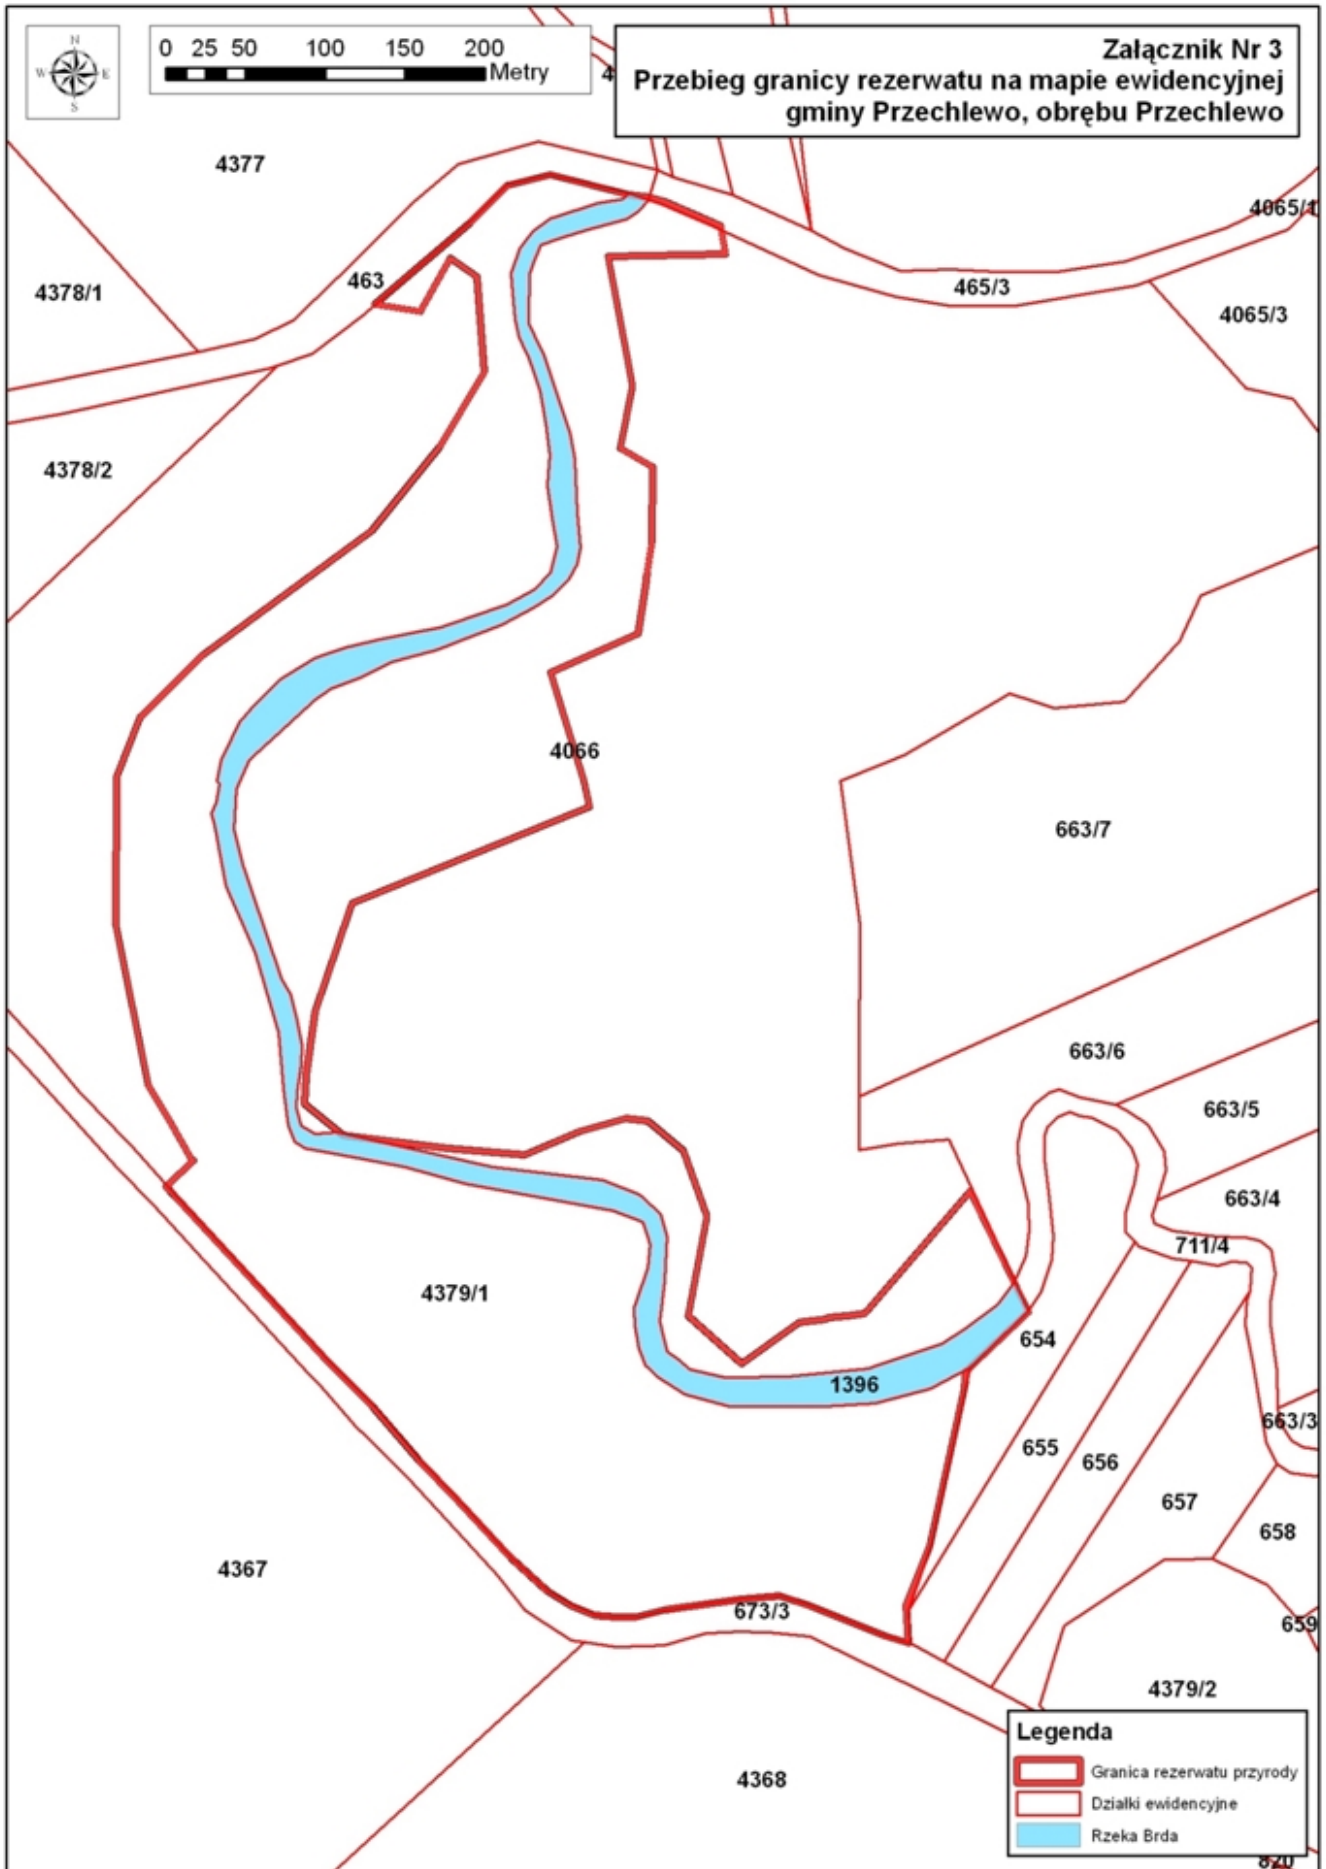 N
W E
S
0 25 50 100 150 200
Metry
Załącznik Nr 3
Przebieg granicy rezerwatu na mapie ewidencyjnej
gminy Przechlewo, obrębu Przechlewo
4377
4065/1
463
4378/1
465/3
4065/3
4378/2
4066
663/7
663/6
663/5
663/4
711/4
4379/1
654
1396
663/3
655
656
657
658
4367
673/3
659
4379/2
4368
Legenda
Granica rezerwatu przyrody
Działki ewidencyjne
Rzeka Brda
820